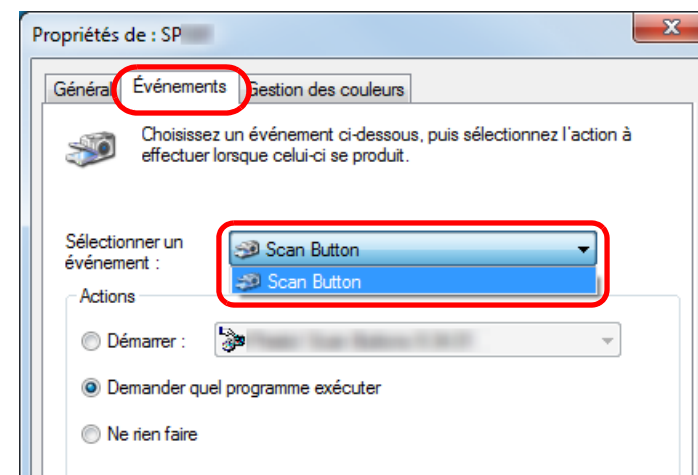 Propriétés de : SP
Général
Événements
Gestion des couleurs
Choisissez un événement ci-dessous, puis sélectionnez l'action à
effectuer lorsque celui-ci se produit.
Sélectionner un
événement :
Scan Button
Scan Button
Actions
Démarrer :
Demander quel programme exécuter
Ne rien faire